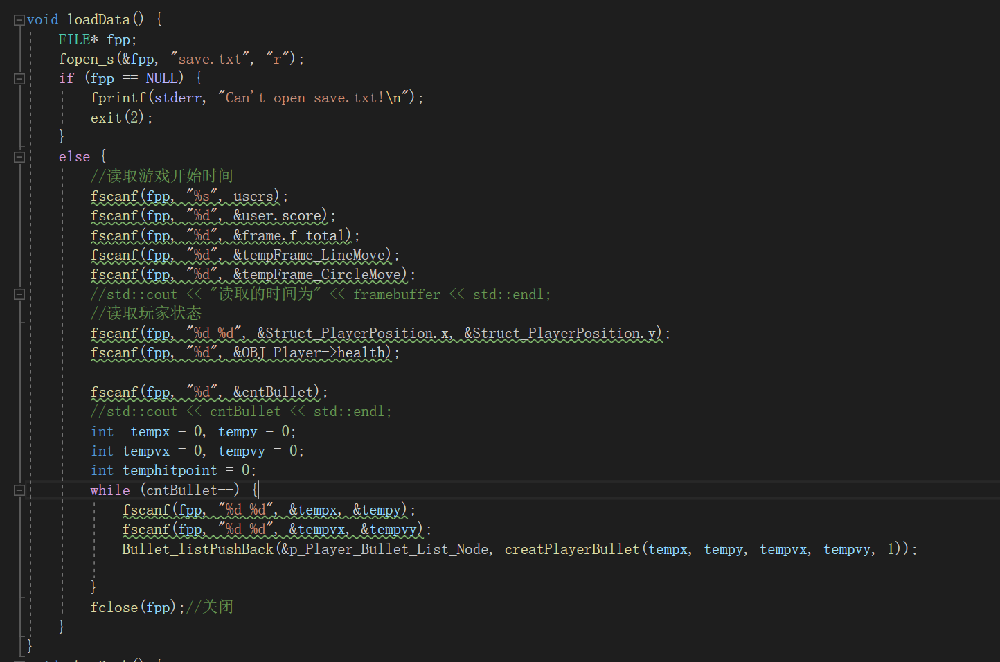 void loadData() {
    FILE* fpp;
    fopen_s(&fpp, "save.txt", "r");
    if (fpp == NULL) {
        fprintf(stderr, "Can't open save.txt!\n");
        exit(2);
    }
    else {
        //读取游戏开始时间
        fscanf(fpp, "%s", users);
        fscanf(fpp, "%d", &user.score);
        fscanf(fpp, "%d", &frame.f_total);
        fscanf(fpp, "%d", &tempFrame_LineMove);
        fscanf(fpp, "%d", &tempFrame_CircleMove);
        //std::cout << "读取的时间为" << framebuffer << std::endl;
        //读取玩家状态
        fscanf(fpp, "%d %d", &Struct_PlayerPosition.x, &Struct_PlayerPosition.y);
        fscanf(fpp, "%d", &OBJ_Player->health);
        fscanf(fpp, "%d", &cntBullet);
        //std::cout << cntBullet << std::endl;
        int  tempx = 0, tempy = 0;
        int tempvx = 0, tempvy = 0;
        int temphitpoint = 0;
        while (cntBullet--) {
            fscanf(fpp, "%d %d", &tempx, &tempy);
            fscanf(fpp, "%d %d", &tempvx, &tempvy);
            Bullet_listPushBack(&p_Player_Bullet_List_Node, creatPlayerBullet(tempx, tempy, tempvx, tempvy, 1));
        }
        fclose(fpp);//关闭
    }
}